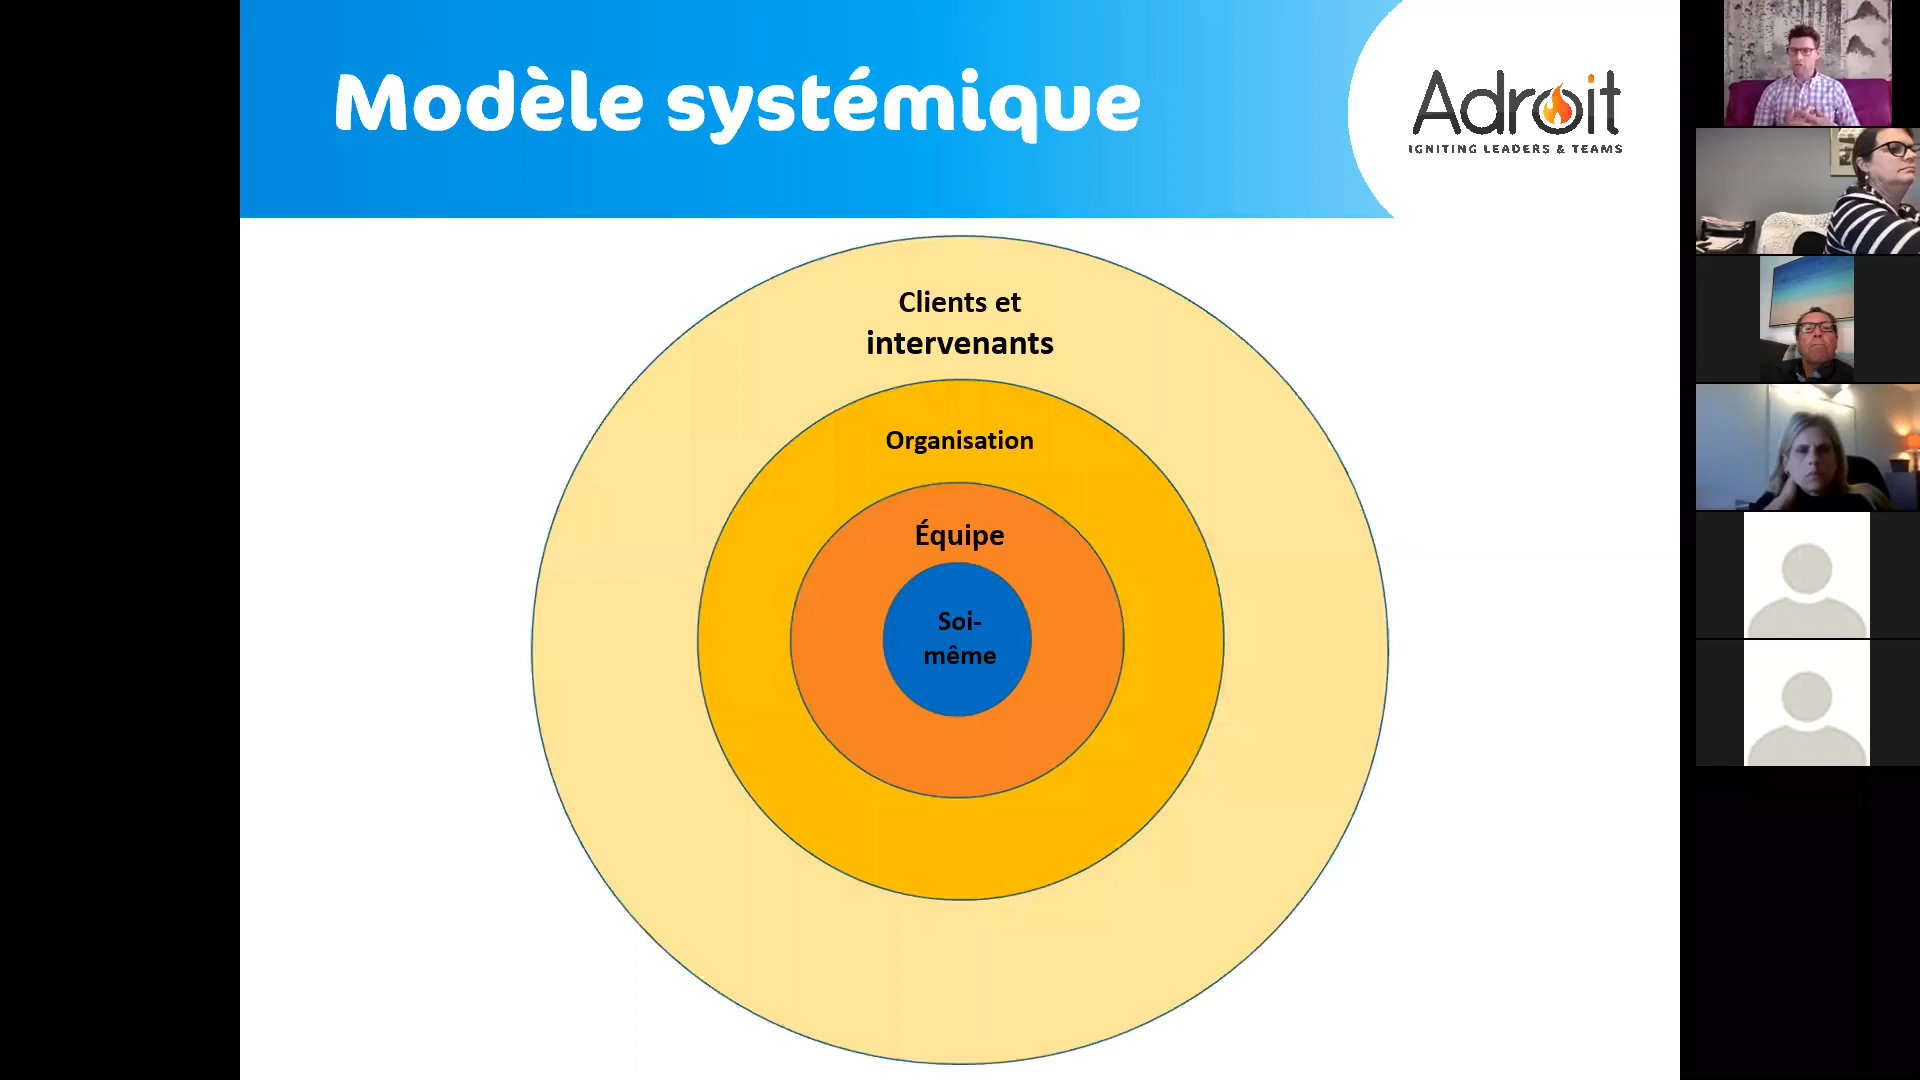 Modèle systémique
Adroit
IGNITING LEADERS & TEAMS
Clients et
intervenants
Organisation
Équipe
Soi-
même